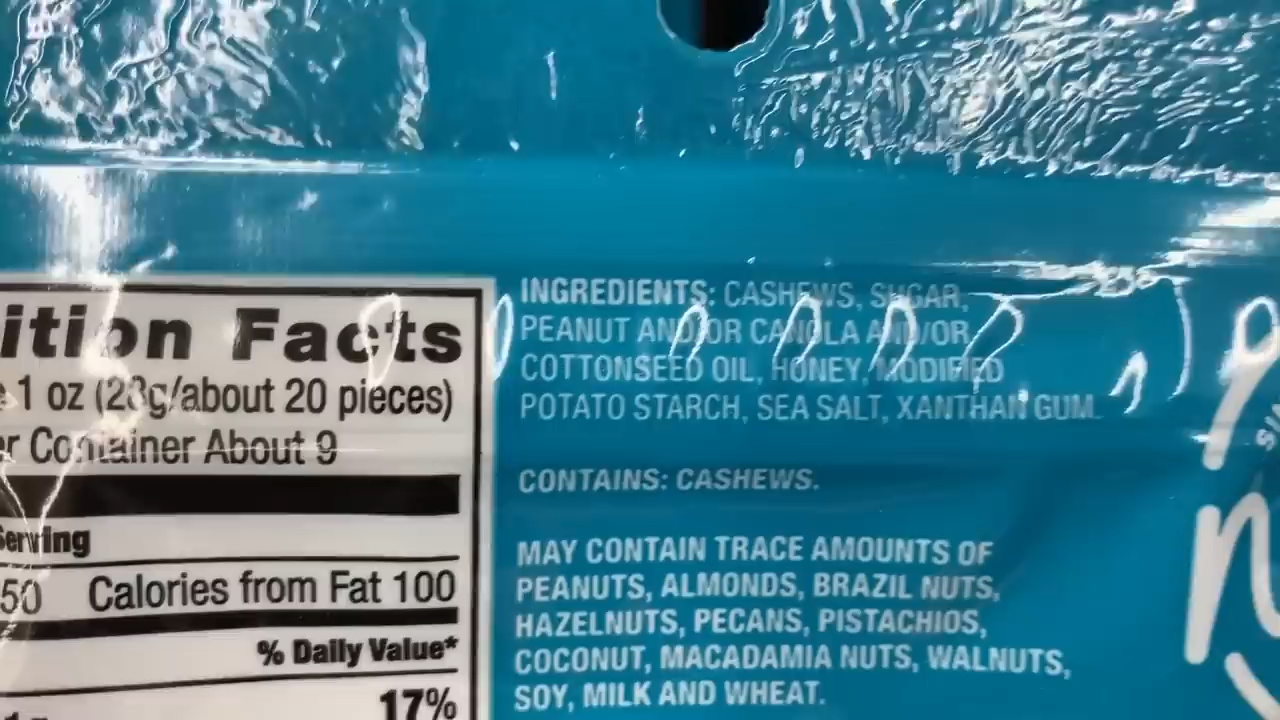 ition Facts
1 oz (28g/about 20 pieces)
r Container About 9
Serving
50 Calories from Fat 100
% Daily Value*
17%
INGREDIENTS: CASHEWS, SUGAR,
PEANUT AND/OR CANOLA AND/OR
COTTONSEED OIL, HONEY, MODIFIED
POTATO STARCH, SEA SALT, XANTHAN GUM.
CONTAINS: CASHEWS.
MAY CONTAIN TRACE AMOUNTS OF
PEANUTS, ALMONDS, BRAZIL NUTS,
HAZELNUTS, PECANS, PISTACHIOS,
COCONUT, MACADAMIA NUTS, WALNUTS,
SOY, MILK AND WHEAT.